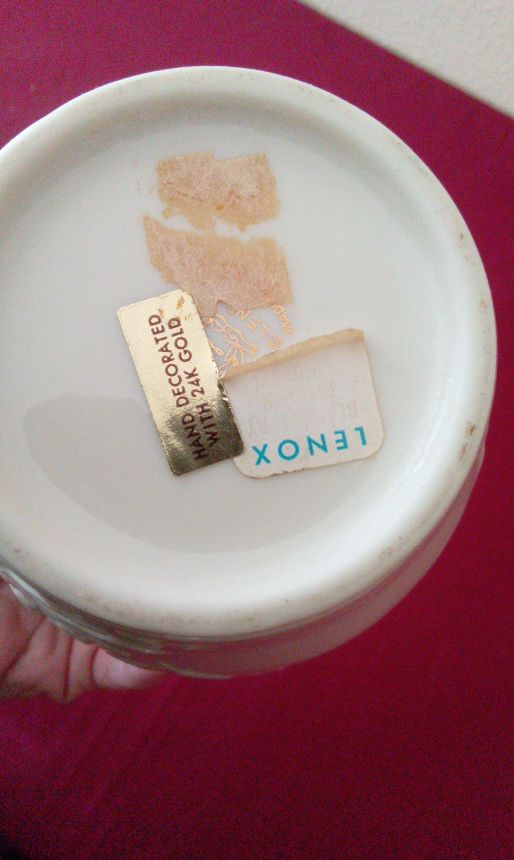 HAND DECORATED
WITH 24K GOLD
LENOX